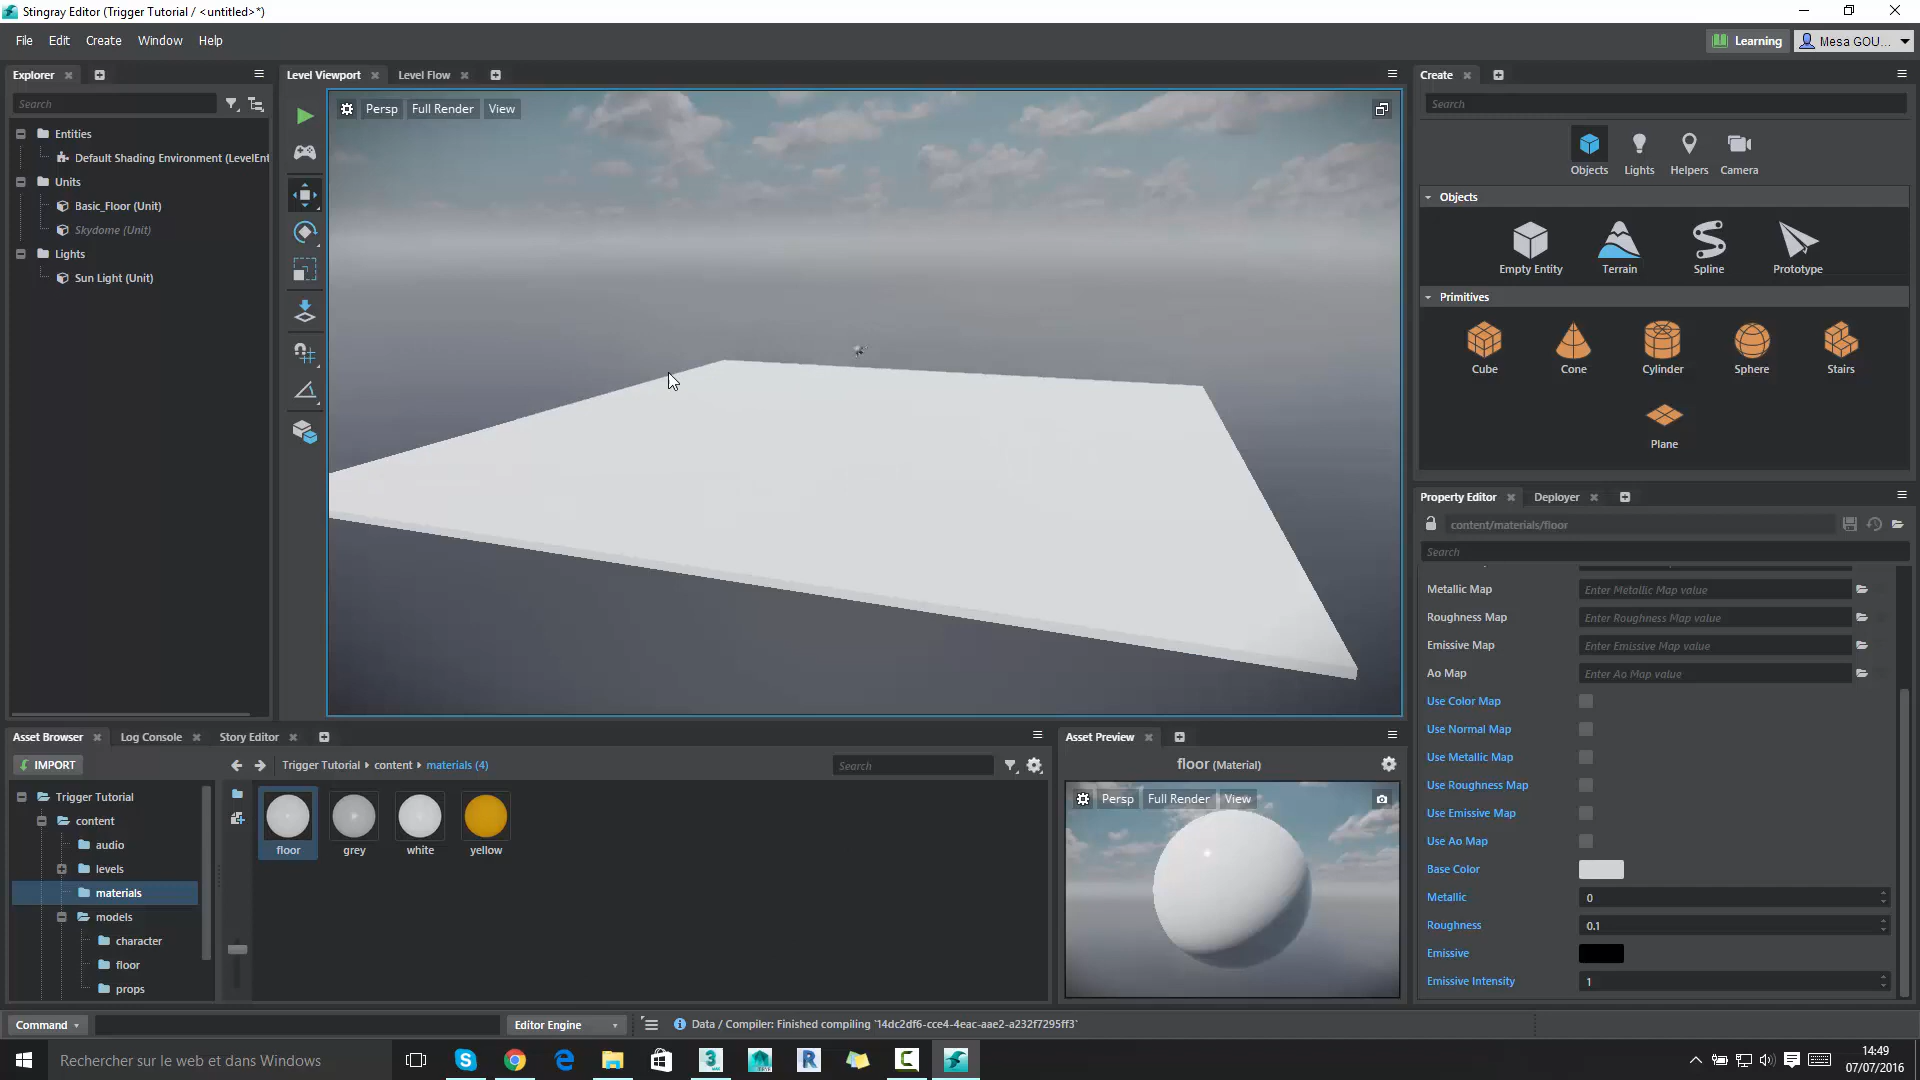 Stingray Editor (Trigger Tutorial / <untitled>*)
File Edit Create Window Help
Learning
Mesa GOU...
Explorer
Level Viewport
Level Flow
Create
Search
Search
Persp
Full Render
View
Entities
Default Shading Environment (LevelEnt
Units
Basic_Floor (Unit)
Skydome (Unit)
Lights
Sun Light (Unit)
Objects
Lights
Helpers
Camera
Objects
Empty Entity
Terrain
Spline
Prototype
Primitives
Cube
Cone
Cylinder
Sphere
Stairs
Plane
Property Editor
Deployer
content/materials/floor
Search
Metallic Map
Enter Metallic Map value
Roughness Map
Enter Roughness Map value
Emissive Map
Enter Emissive Map value
Ao Map
Enter Ao Map value
Use Color Map
Use Normal Map
Use Metallic Map
Use Roughness Map
Use Emissive Map
Use Ao Map
Base Color
Metallic
0
Roughness
0.1
Emissive
Emissive Intensity
1
Asset Browser
Log Console
Story Editor
IMPORT
Trigger Tutorial
content
materials (4)
Search
Trigger Tutorial
content
audio
levels
materials
models
character
floor
props
floor
grey
white
yellow
Asset Preview
floor (Material)
Persp
Full Render
View
Command
Editor Engine
Data / Compiler: Finished compiling '14dc2df6-cce4-4eac-aae2-a232f7295ff3'
Rechercher sur le web et dans Windows
14:49
07/07/2016